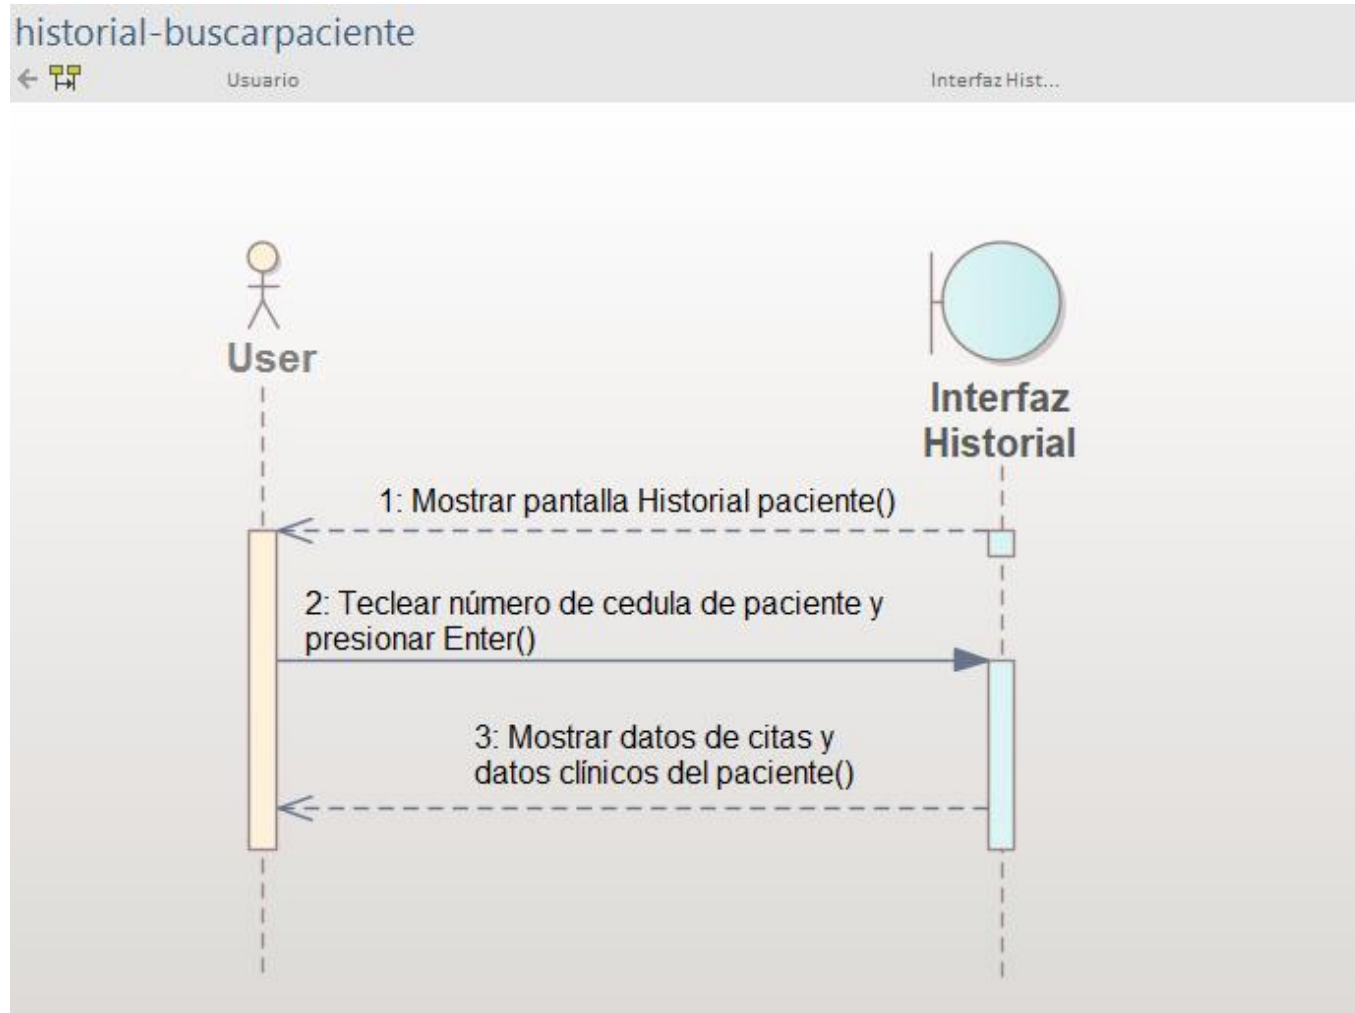 historial-buscarpaciente
Usuario
Interfaz Hist...
User
Interfaz
Historial
1: Mostrar pantalla Historial paciente()
2: Teclear número de cedula de paciente y
presionar Enter()
3: Mostrar datos de citas y
datos clínicos del paciente()